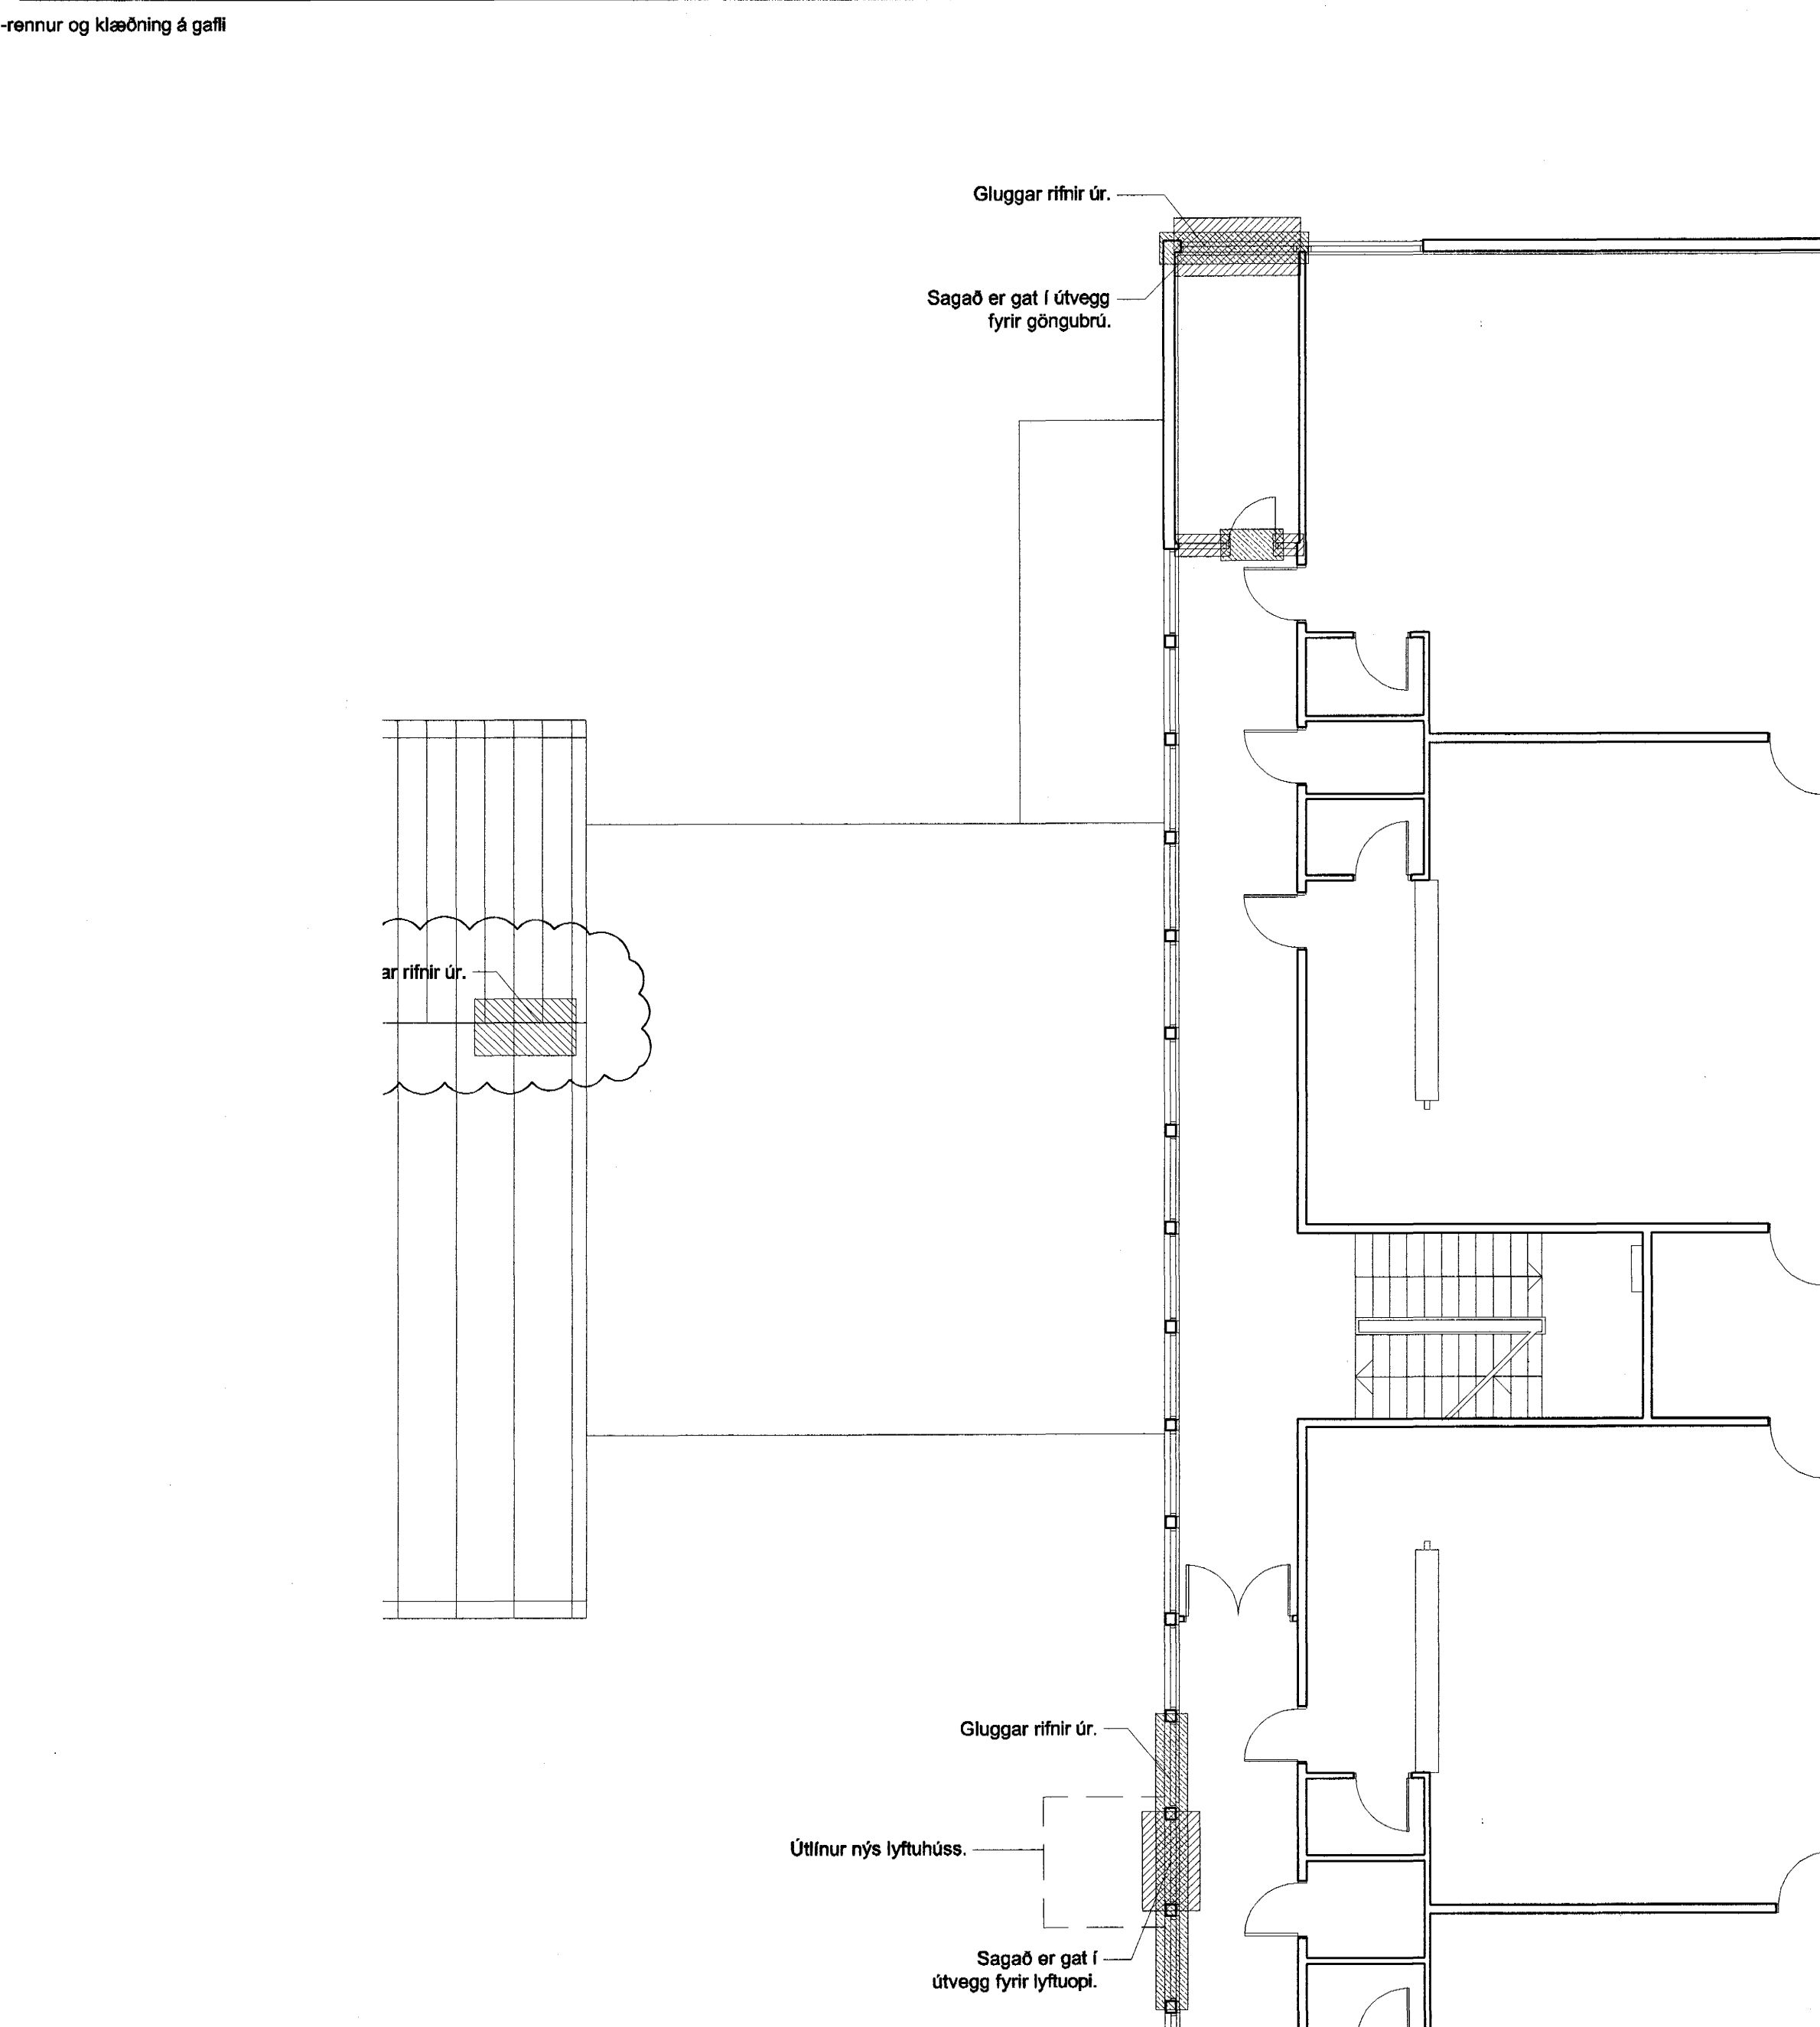 -rennur og klæðning á gafli
Gluggar rifnir úr.
Sagað er gat í útvegg
fyrir göngubrú.
ar rifnir úr.
Gluggar rifnir úr.
Útlínur nýs lyftuhúss.
Sagað er gat í
útvegg fyrir lyftuopi.